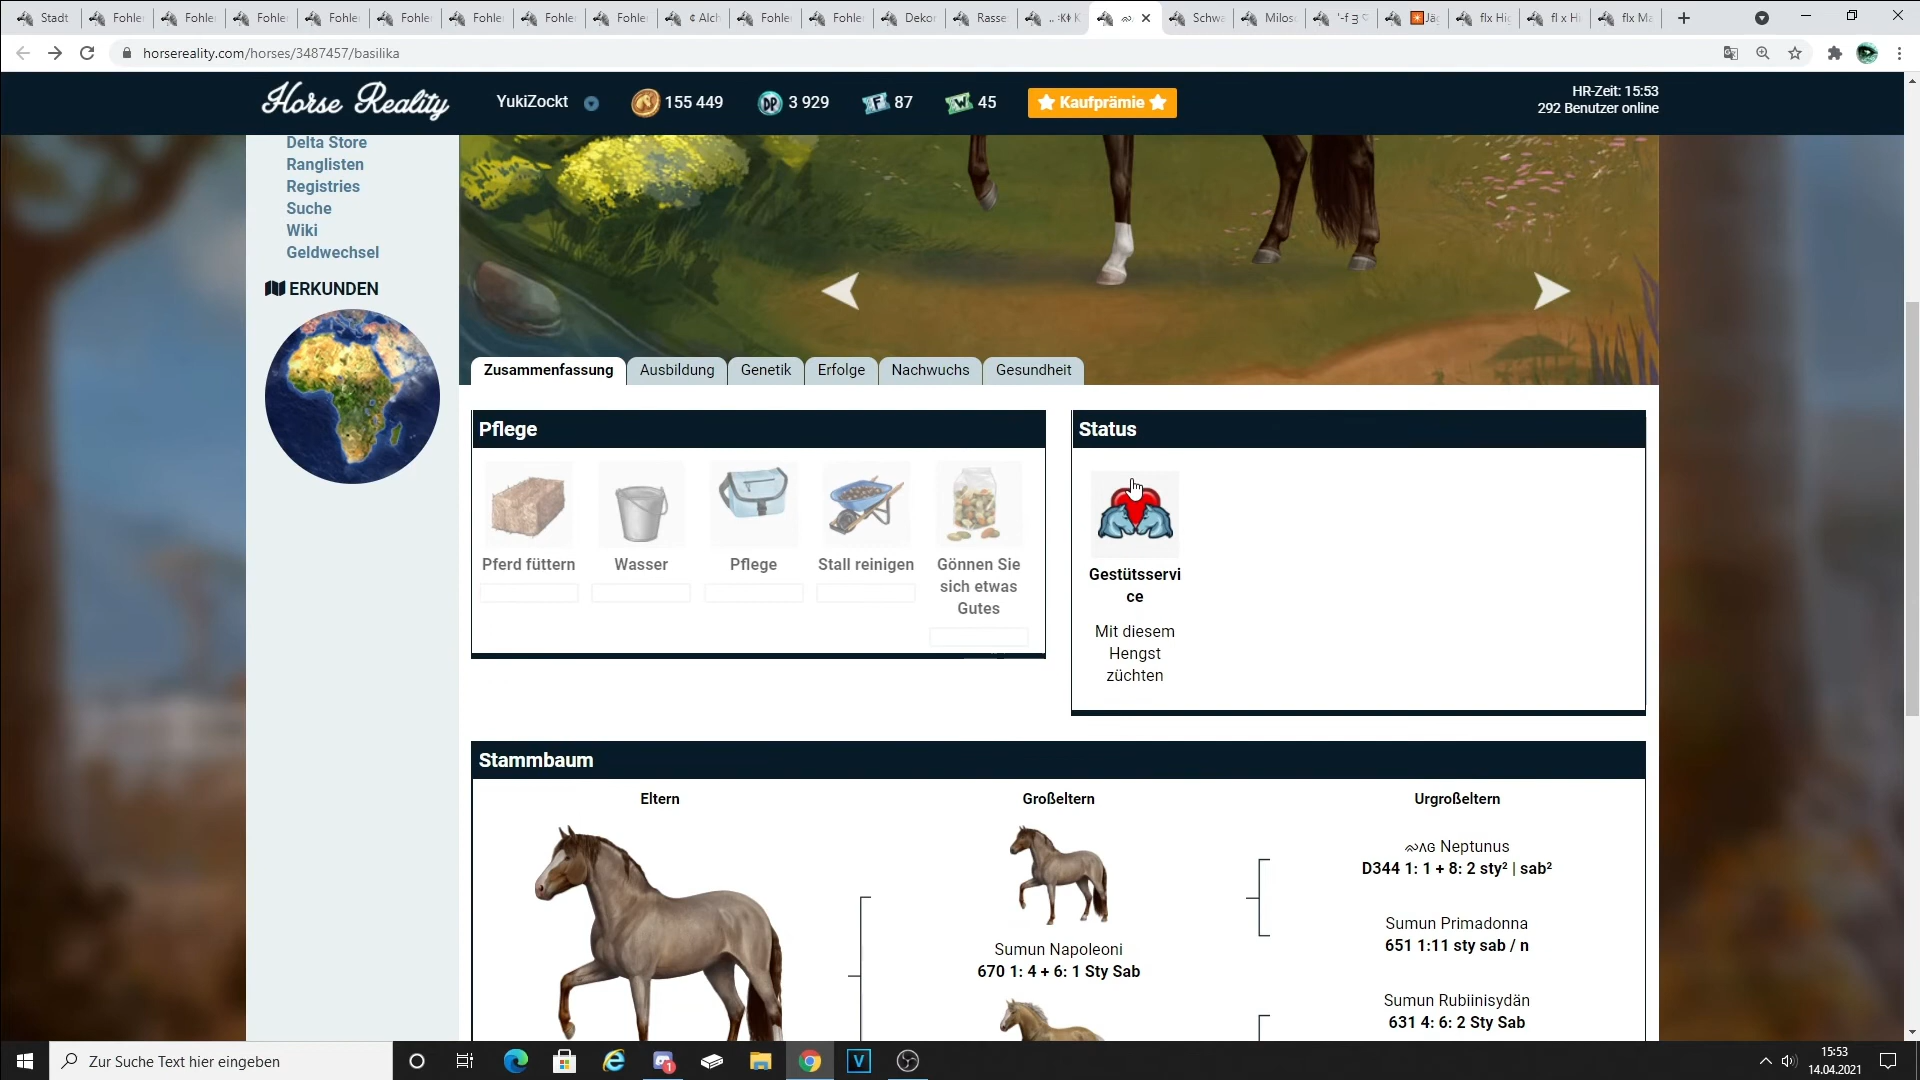 Stadt
Fohle
Fohle
Fohle
Fohle
Fohle
Fohle
Fohle
Fohle
¢ Alch
Fohle
Fohle
Dekor
Rasse
Schwa
Milos
Jäg
flx Hi
fl x H
flx Ma
horsereality.com/horses/3487457/basilika
Horse Reality
YukiZockt
155 449
DP 3 929
F 87
W 45
Kaufprämie
HR-Zeit: 15:53
292 Benutzer online
Delta Store
Ranglisten
Registries
Suche
Wiki
Geldwechsel
ERKUNDEN
Zusammenfassung
Ausbildung
Genetik
Erfolge
Nachwuchs
Gesundheit
Pflege
Pferd füttern
Wasser
Pflege
Stall reinigen
Gönnen Sie
sich etwas
Gutes
Status
Gestütsservi
ce
Mit diesem
Hengst
züchten
Stammbaum
Eltern
Großeltern
Urgroßeltern
Sumun Napoleoni
670 1: 4 + 6: 1 Sty Sab
ᨒᴧɢ Neptunus
D344 1: 1 + 8: 2 sty² | sab²
Sumun Primadonna
651 1:11 sty sab / n
Sumun Rubiinisydän
631 4: 6: 2 Sty Sab
Zur Suche Text hier eingeben
1
V
15:53
14.04.2021